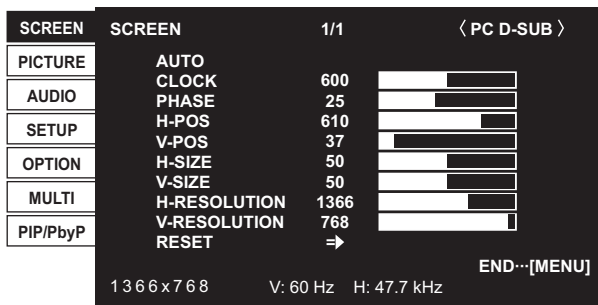 SCREEN
PICTURE
AUDIO
SETUP
OPTION
MULTI
PIP/PbyP
SCREEN 1/1 〈 PC D-SUB 〉
AUTO
CLOCK 600
PHASE 25
H-POS 610
V-POS 37
H-SIZE 50
V-SIZE 50
H-RESOLUTION 1366
V-RESOLUTION 768
RESET ⇒
END···[MENU]
1366x768 V: 60 Hz H: 47.7 kHz